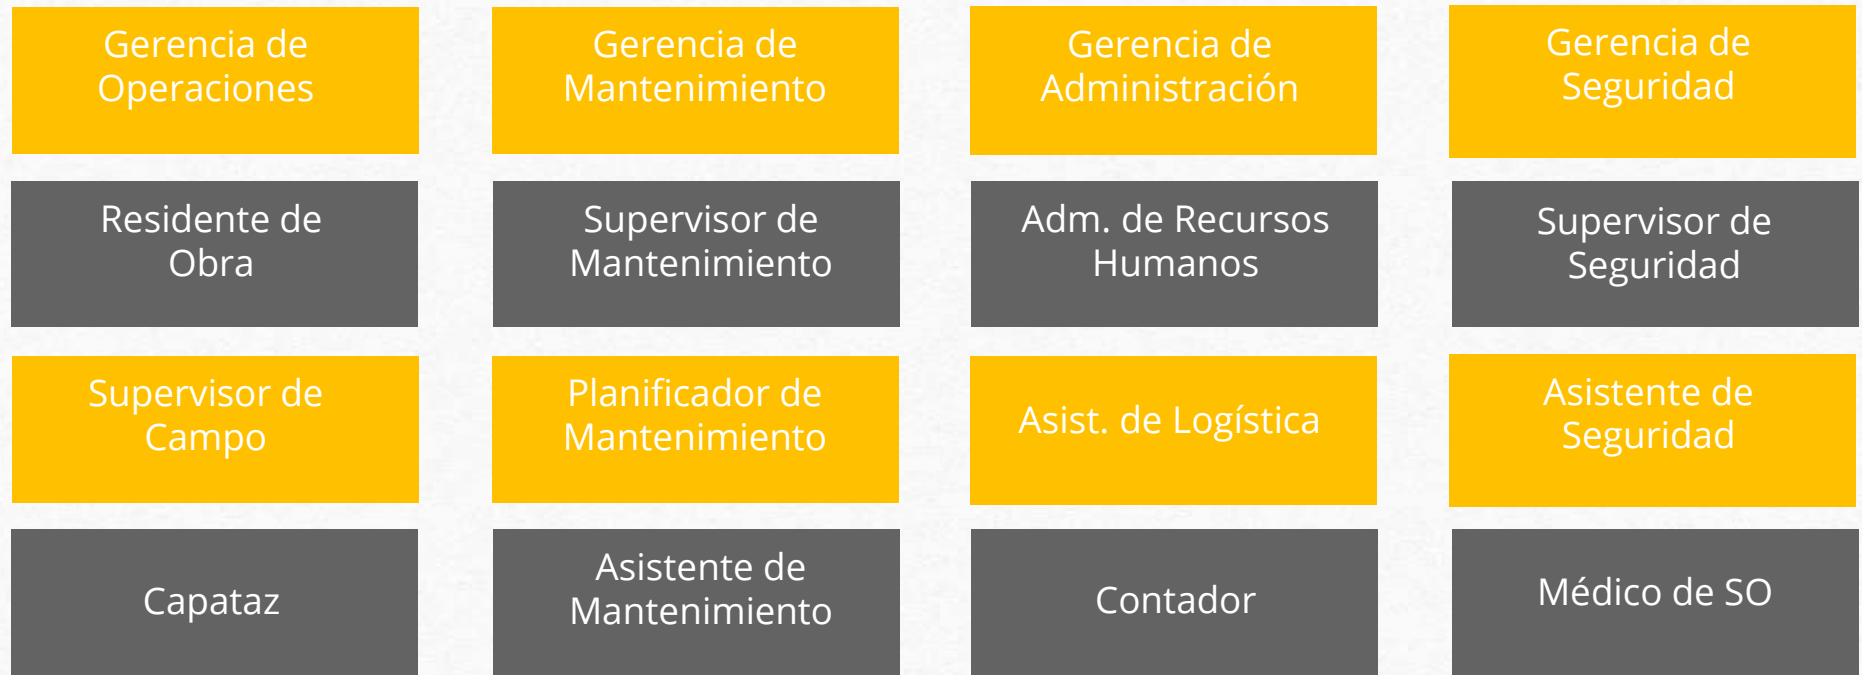 Gerencia de
Operaciones
Gerencia de
Mantenimiento
Gerencia de
Administración
Gerencia de
Seguridad
Residente de
Obra
Supervisor de
Mantenimiento
Adm. de Recursos
Humanos
Supervisor de
Seguridad
Supervisor de
Campo
Planificador de
Mantenimiento
Asist. de Logística
Asistente de
Seguridad
Capataz
Asistente de
Mantenimiento
Contador
Médico de SO